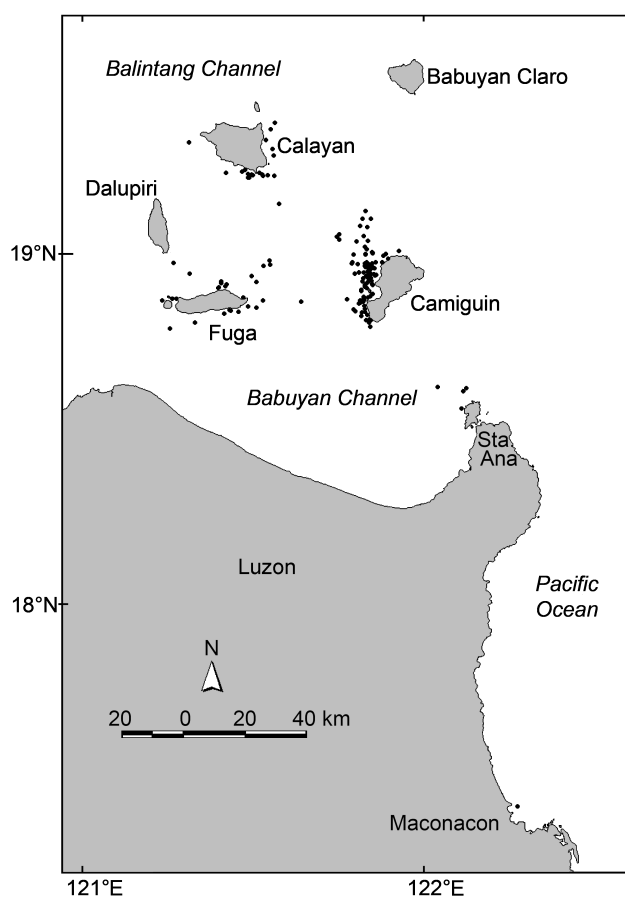 Balintang Channel
Babuyan Claro
Calayan
Dalupiri
19°N
Camiguin
Fuga
Babuyan Channel
Sta.
Ana
Luzon
Pacific
Ocean
18°N
N
20 0 20 40 km
Maconacon
121°E 122°E